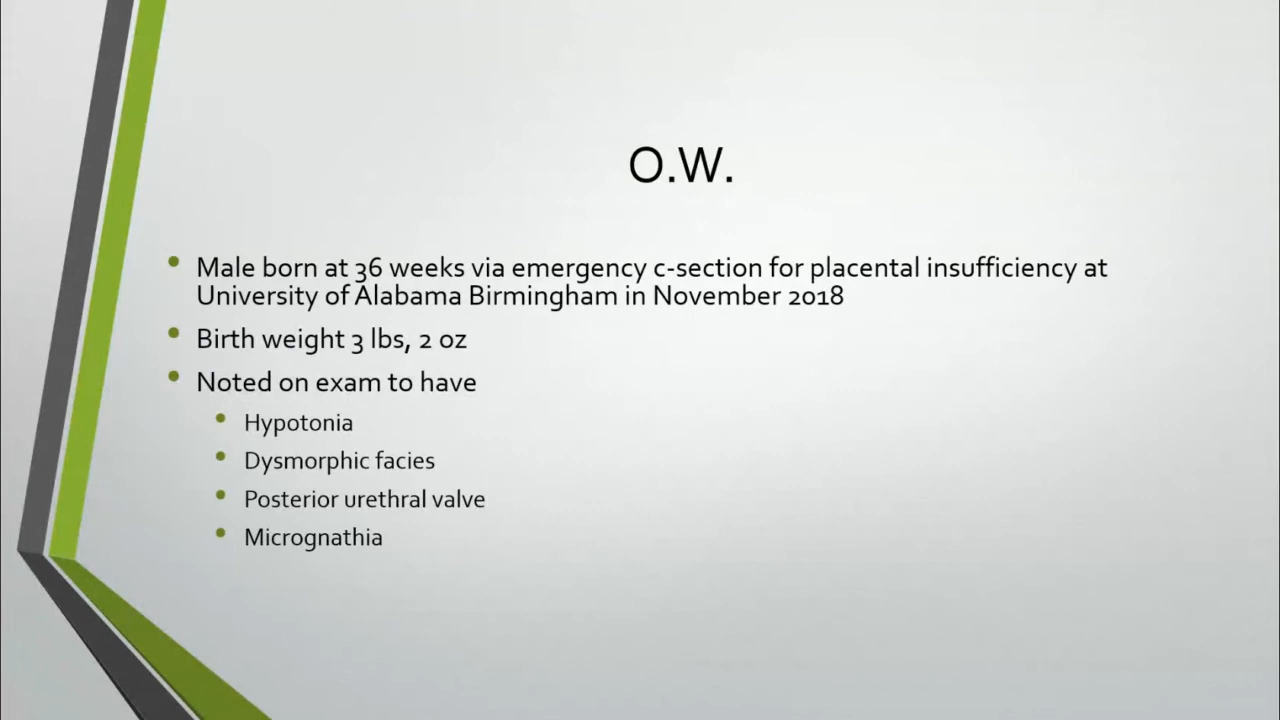 O.W.
Male born at 36 weeks via emergency c-section for placental insufficiency at
University of Alabama Birmingham in November 2018
Birth weight 3 lbs, 2 oz
Noted on exam to have
Hypotonia
Dysmorphic facies
Posterior urethral valve
Micrognathia